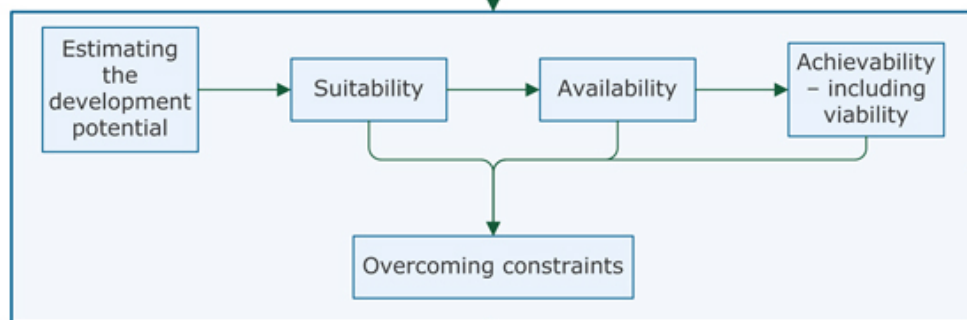 Estimating
the
development
potential
Suitability
Availability
Achievability
– including
viability
Overcoming constraints